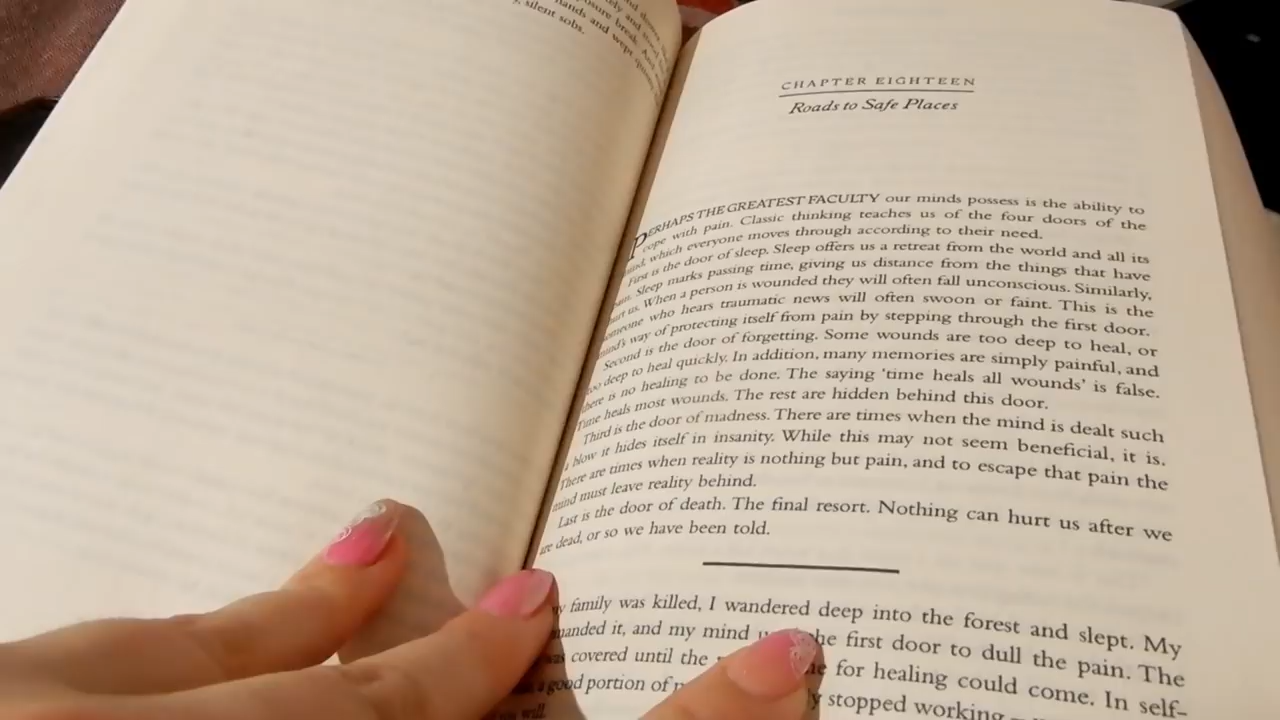 silent sobs.
hands and wept
CHAPTER EIGHTEEN
Roads to Safe Places
PERHAPS THE GREATEST FACULTY our minds possess is the ability to
cope with pain. Classic thinking teaches us of the four doors of the
mind, which everyone moves through according to their need.
First is the door of sleep. Sleep offers us a retreat from the world and all its
pain. Sleep marks passing time, giving us distance from the things that have
hurt us. When a person is wounded they will often fall unconscious. Similarly,
someone who hears traumatic news will often swoon or faint. This is the
mind's way of protecting itself from pain by stepping through the first door.
Second is the door of forgetting. Some wounds are too deep to heal, or
too deep to heal quickly. In addition, many memories are simply painful, and
there is no healing to be done. The saying 'time heals all wounds' is false.
Time heals most wounds. The rest are hidden behind this door.
Third is the door of madness. There are times when the mind is dealt such
a blow it hides itself in insanity. While this may not seem beneficial, it is.
There are times when reality is nothing but pain, and to escape that pain the
mind must leave reality behind.
Last is the door of death. The final resort. Nothing can hurt us after we
are dead, or so we have been told.
family was killed, I wandered deep into the forest and slept. My
it, and my mind the first door to dull the pain. The
was covered until the for healing could come. In self-
a good portion of stopped working
will.